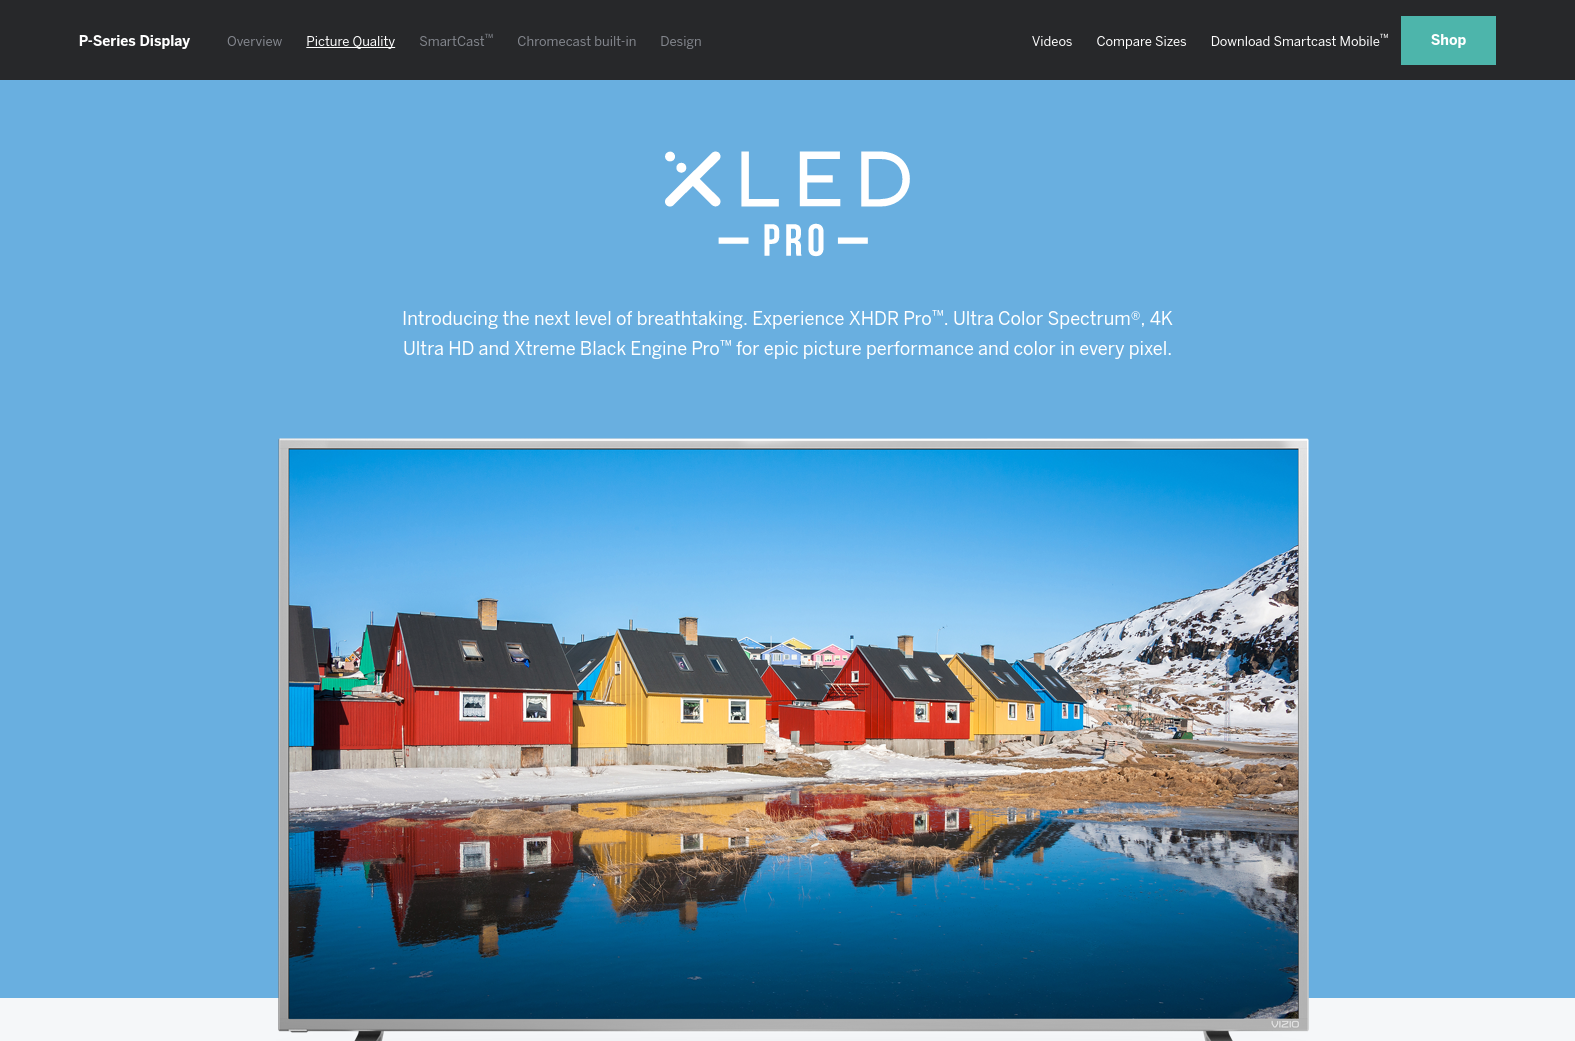 P-Series Display Overview Picture Quality SmartCast™ Chromecast built-in Design Videos Compare Sizes Download Smartcast Mobile™ Shop
XLED
PRO
Introducing the next level of breathtaking. Experience XHDR Pro™. Ultra Color Spectrum®, 4K
Ultra HD and Xtreme Black Engine Pro™ for epic picture performance and color in every pixel.
VIZIO